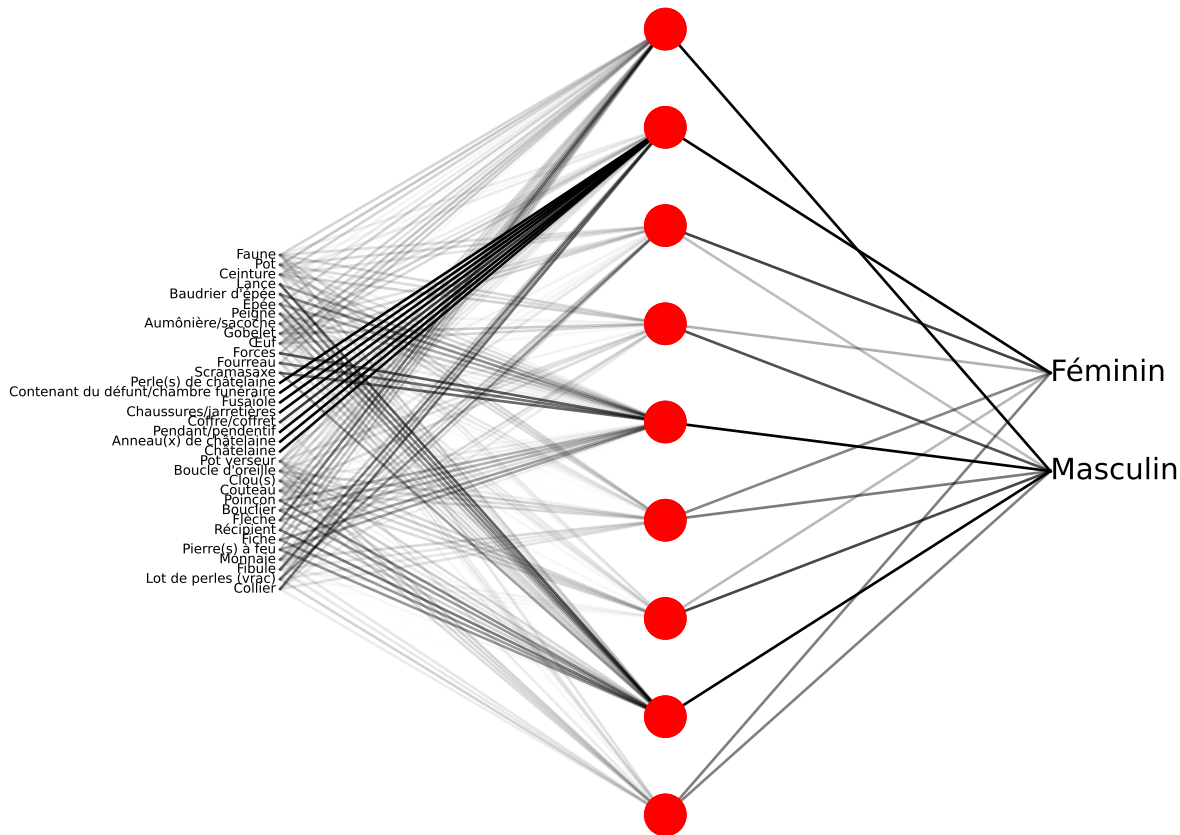 Faune
Pot
Ceinture
Lance
Baudrier d'épée
Épée
Peigne
Aumônière/sacoche
Gobelet
Œuf
Forces
Fourreau
Scramasaxe
Perle(s) de châtelaine
Contenant du défunt/chambre funéraire
Fusaïole
Chaussures/jarretières
Coffre/coffret
Pendant/pendentif
Anneau(x) de châtelaine
Châtelaine
Pot verseur
Boucle d'oreille
Clou(s)
Couteau
Poinçon
Bouclier
Flèche
Récipient
Fiche
Pierre(s) à feu
Monnaie
Fibule
Lot de perles (vrac)
Collier
Féminin
Masculin